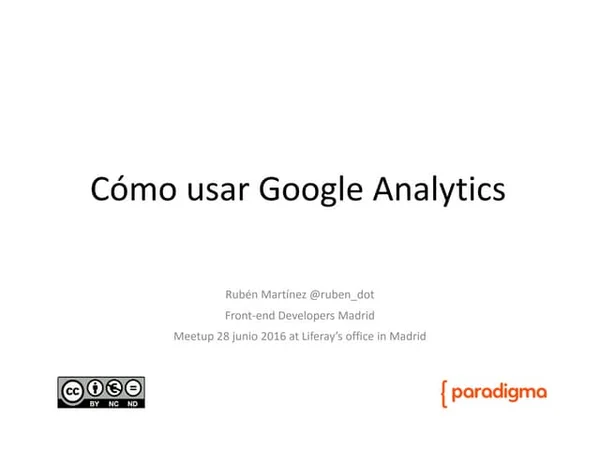 Cómo usar Google Analytics
Rubén Martínez @ruben_dot
Front-end Developers Madrid
Meetup 28 junio 2016 at Liferay’s office in Madrid
cc
BY NC ND
{ paradigma